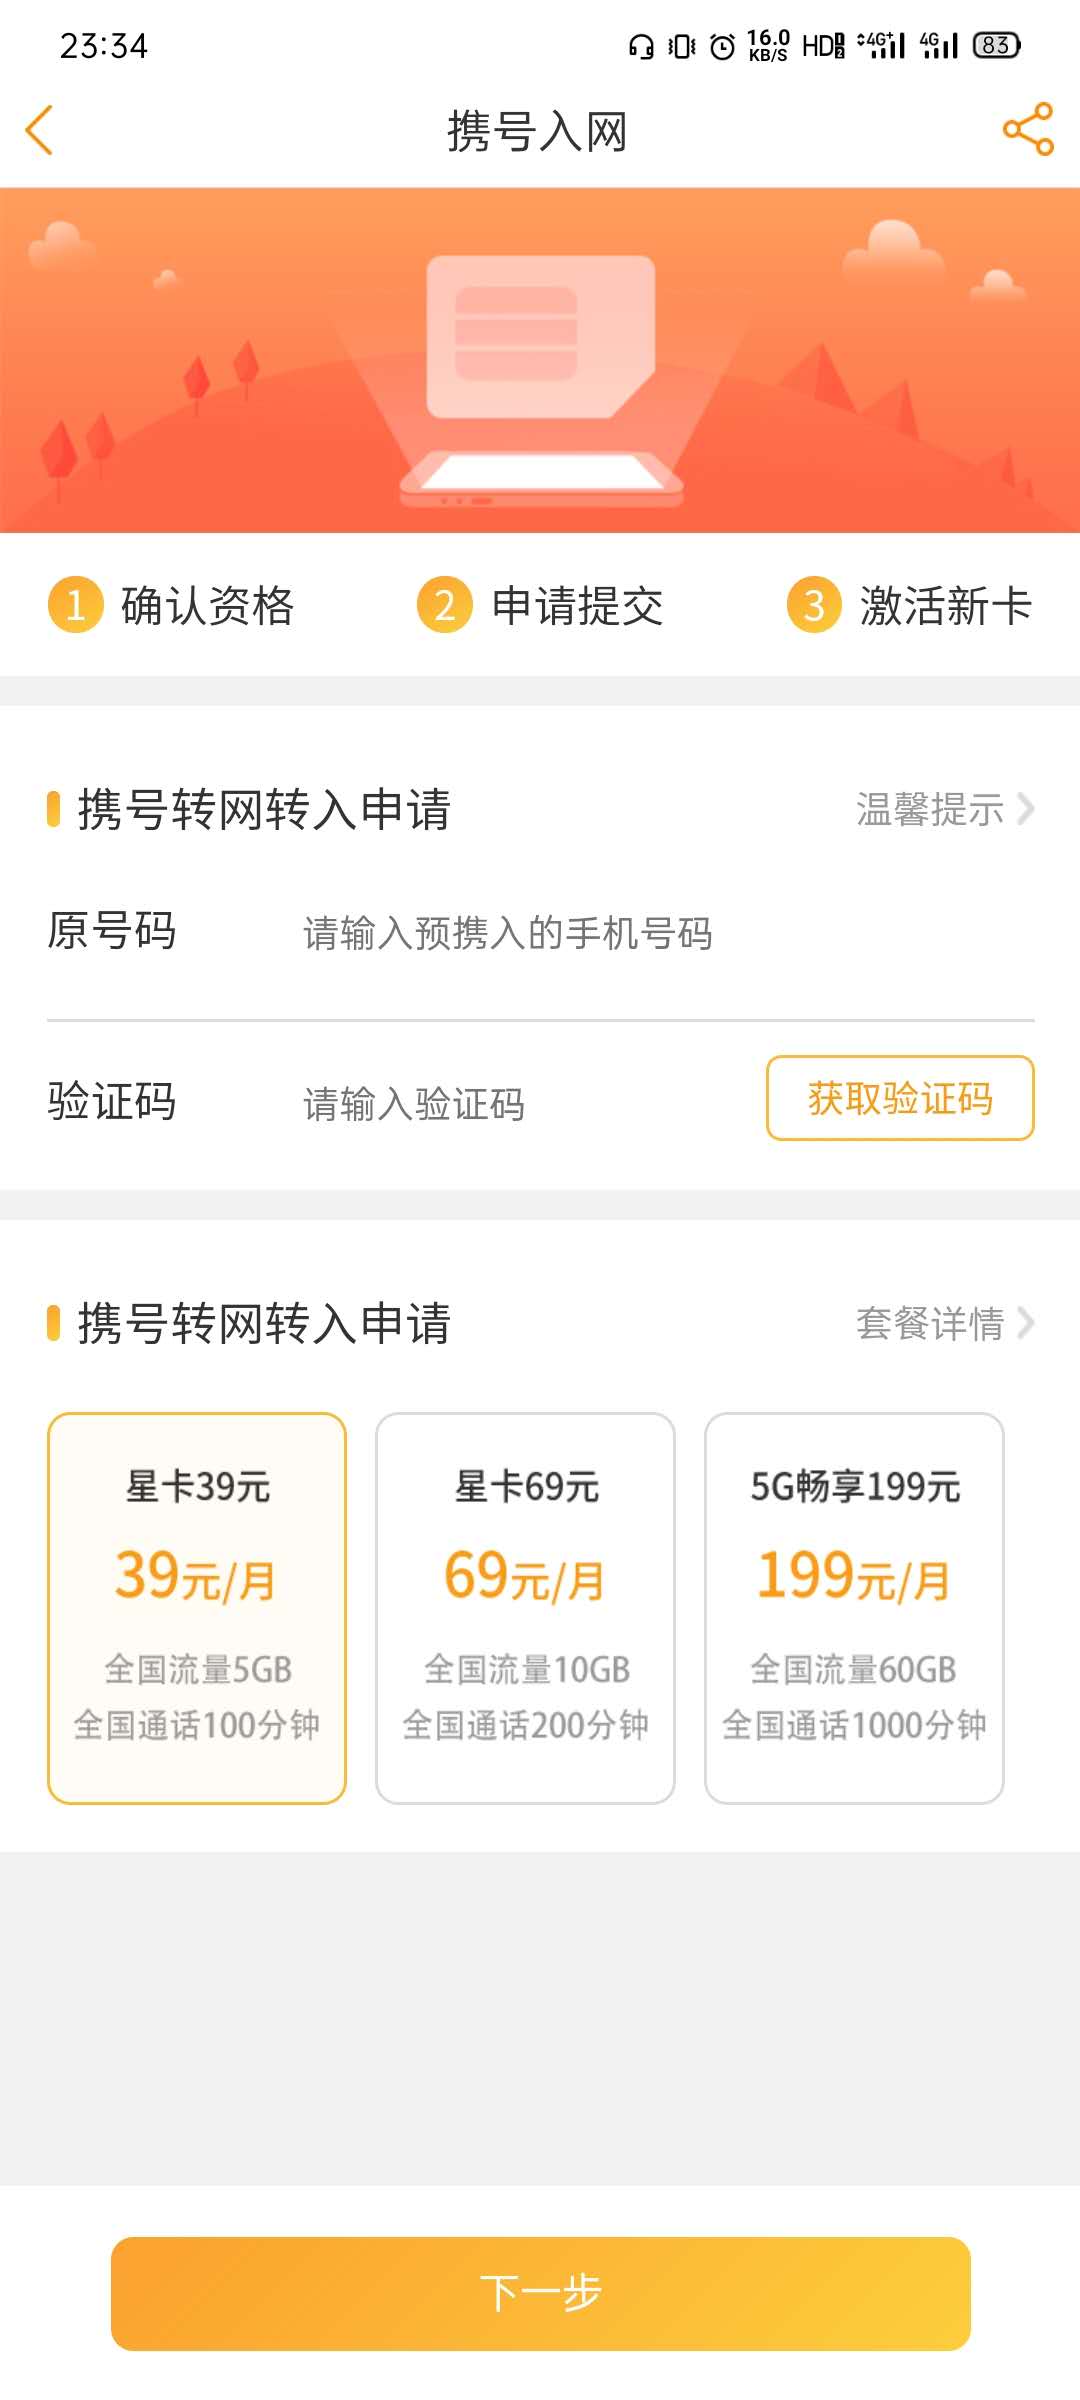 23:34
16.0
KB/S
HD
4G+
4G
83
携号入网
1 确认资格 2 申请提交 3 激活新卡
携号转网转入申请 温馨提示
原号码 请输入预携入的手机号码
验证码 请输入验证码 获取验证码
携号转网转入申请 套餐详情
星卡39元
39元/月
全国流量5GB
全国通话100分钟
星卡69元
69元/月
全国流量10GB
全国通话200分钟
5G畅享199元
199元/月
全国流量60GB
全国通话1000分钟
下一步